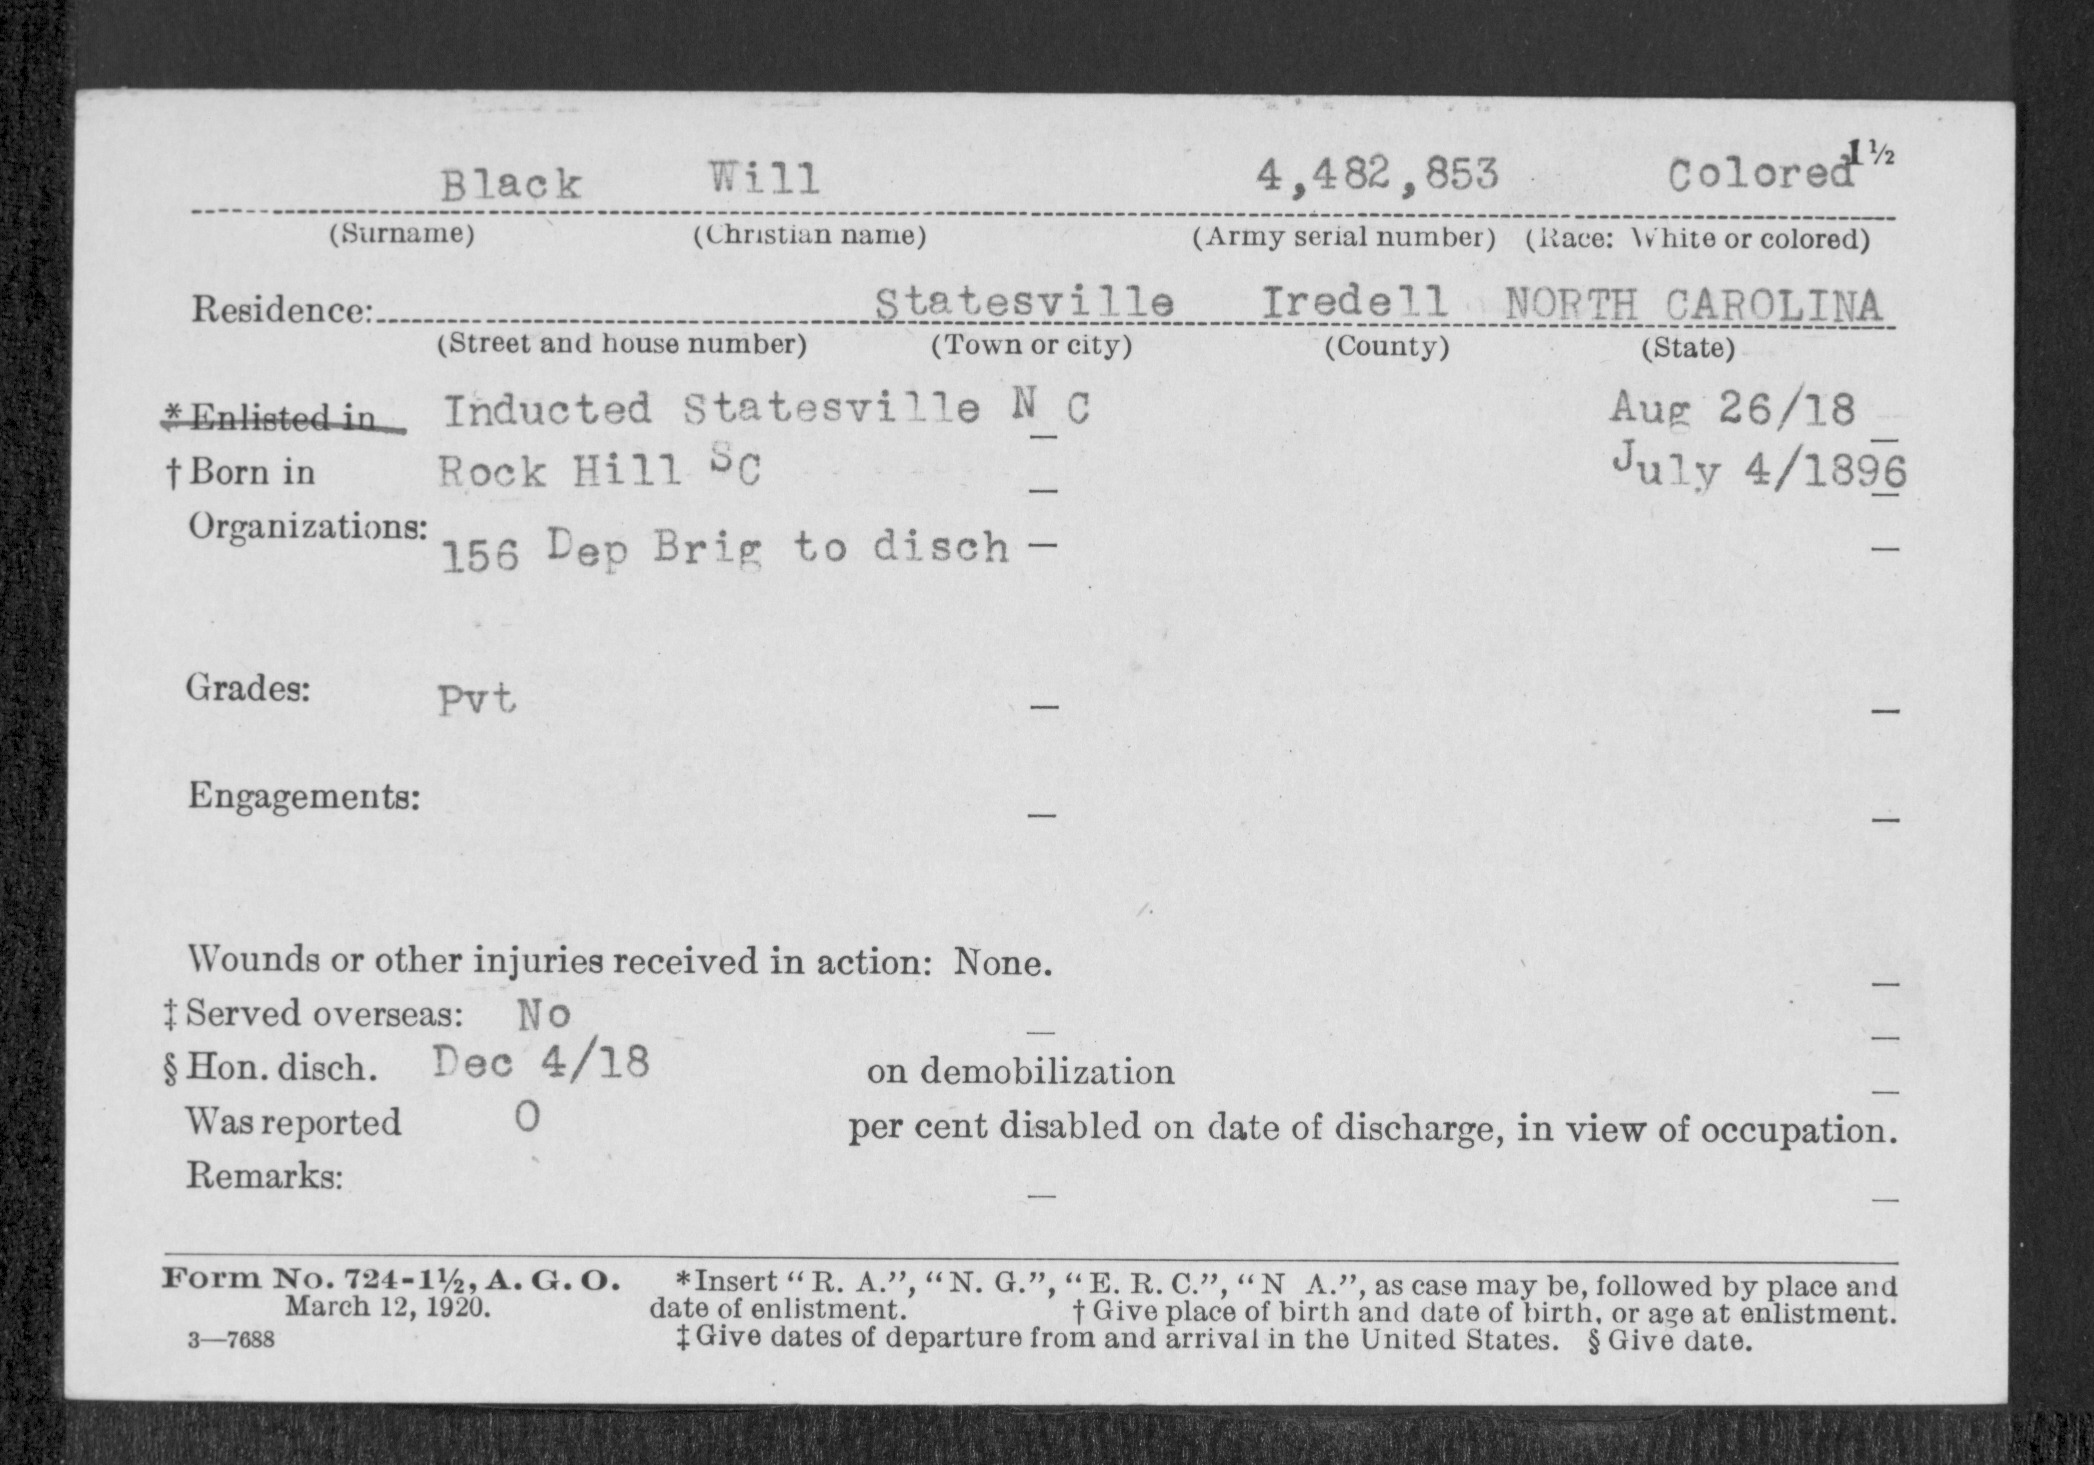 1½
Black Will 4,482,853 Colored
(Surname) (Christian name) (Army serial number) (Race: White or colored)
Residence: Statesville Iredell NORTH CAROLINA
(Street and house number) (Town or city) (County) (State)
*Enlisted in Inducted Statesville N C Aug 26/18
†Born in Rock Hill SC July 4/1896
Organizations: 156 Dep Brig to disch
Grades: Pvt
Engagements:
Wounds or other injuries received in action: None.
‡Served overseas: No
§Hon. disch. Dec 4/18 on demobilization
Was reported 0 per cent disabled on date of discharge, in view of occupation.
Remarks:
Form No. 724-1½, A. G. O. *Insert “R. A.”, “N. G.”, “E. R. C.”, “N A.”, as case may be, followed by place and
March 12, 1920. date of enlistment. †Give place of birth and date of birth, or age at enlistment.
3—7688 ‡Give dates of departure from and arrival in the United States. §Give date.